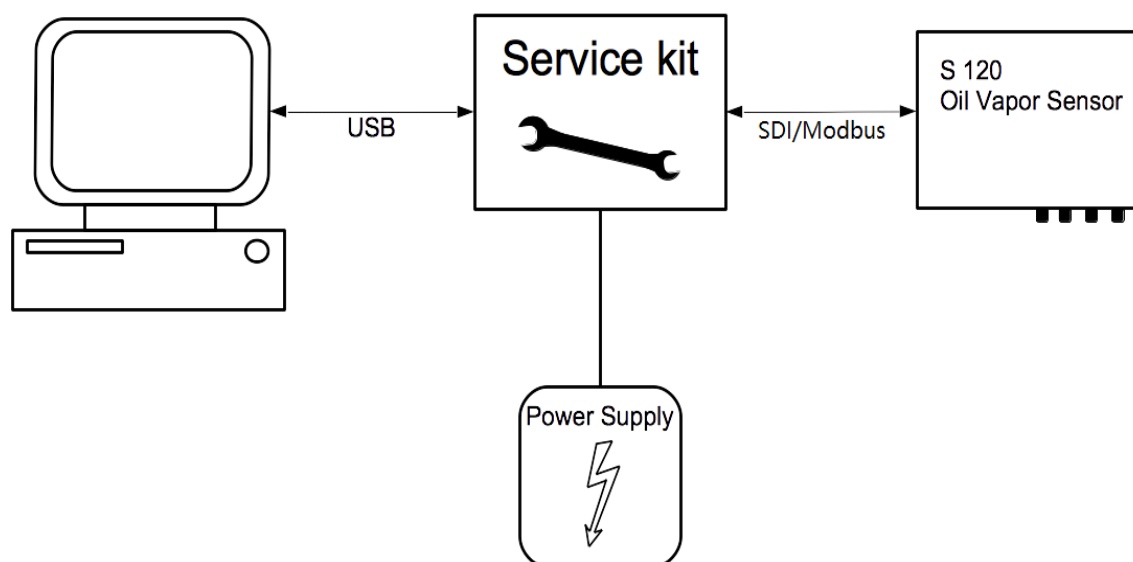 Service kit
S 120
Oil Vapor Sensor
USB
SDI/Modbus
Power Supply